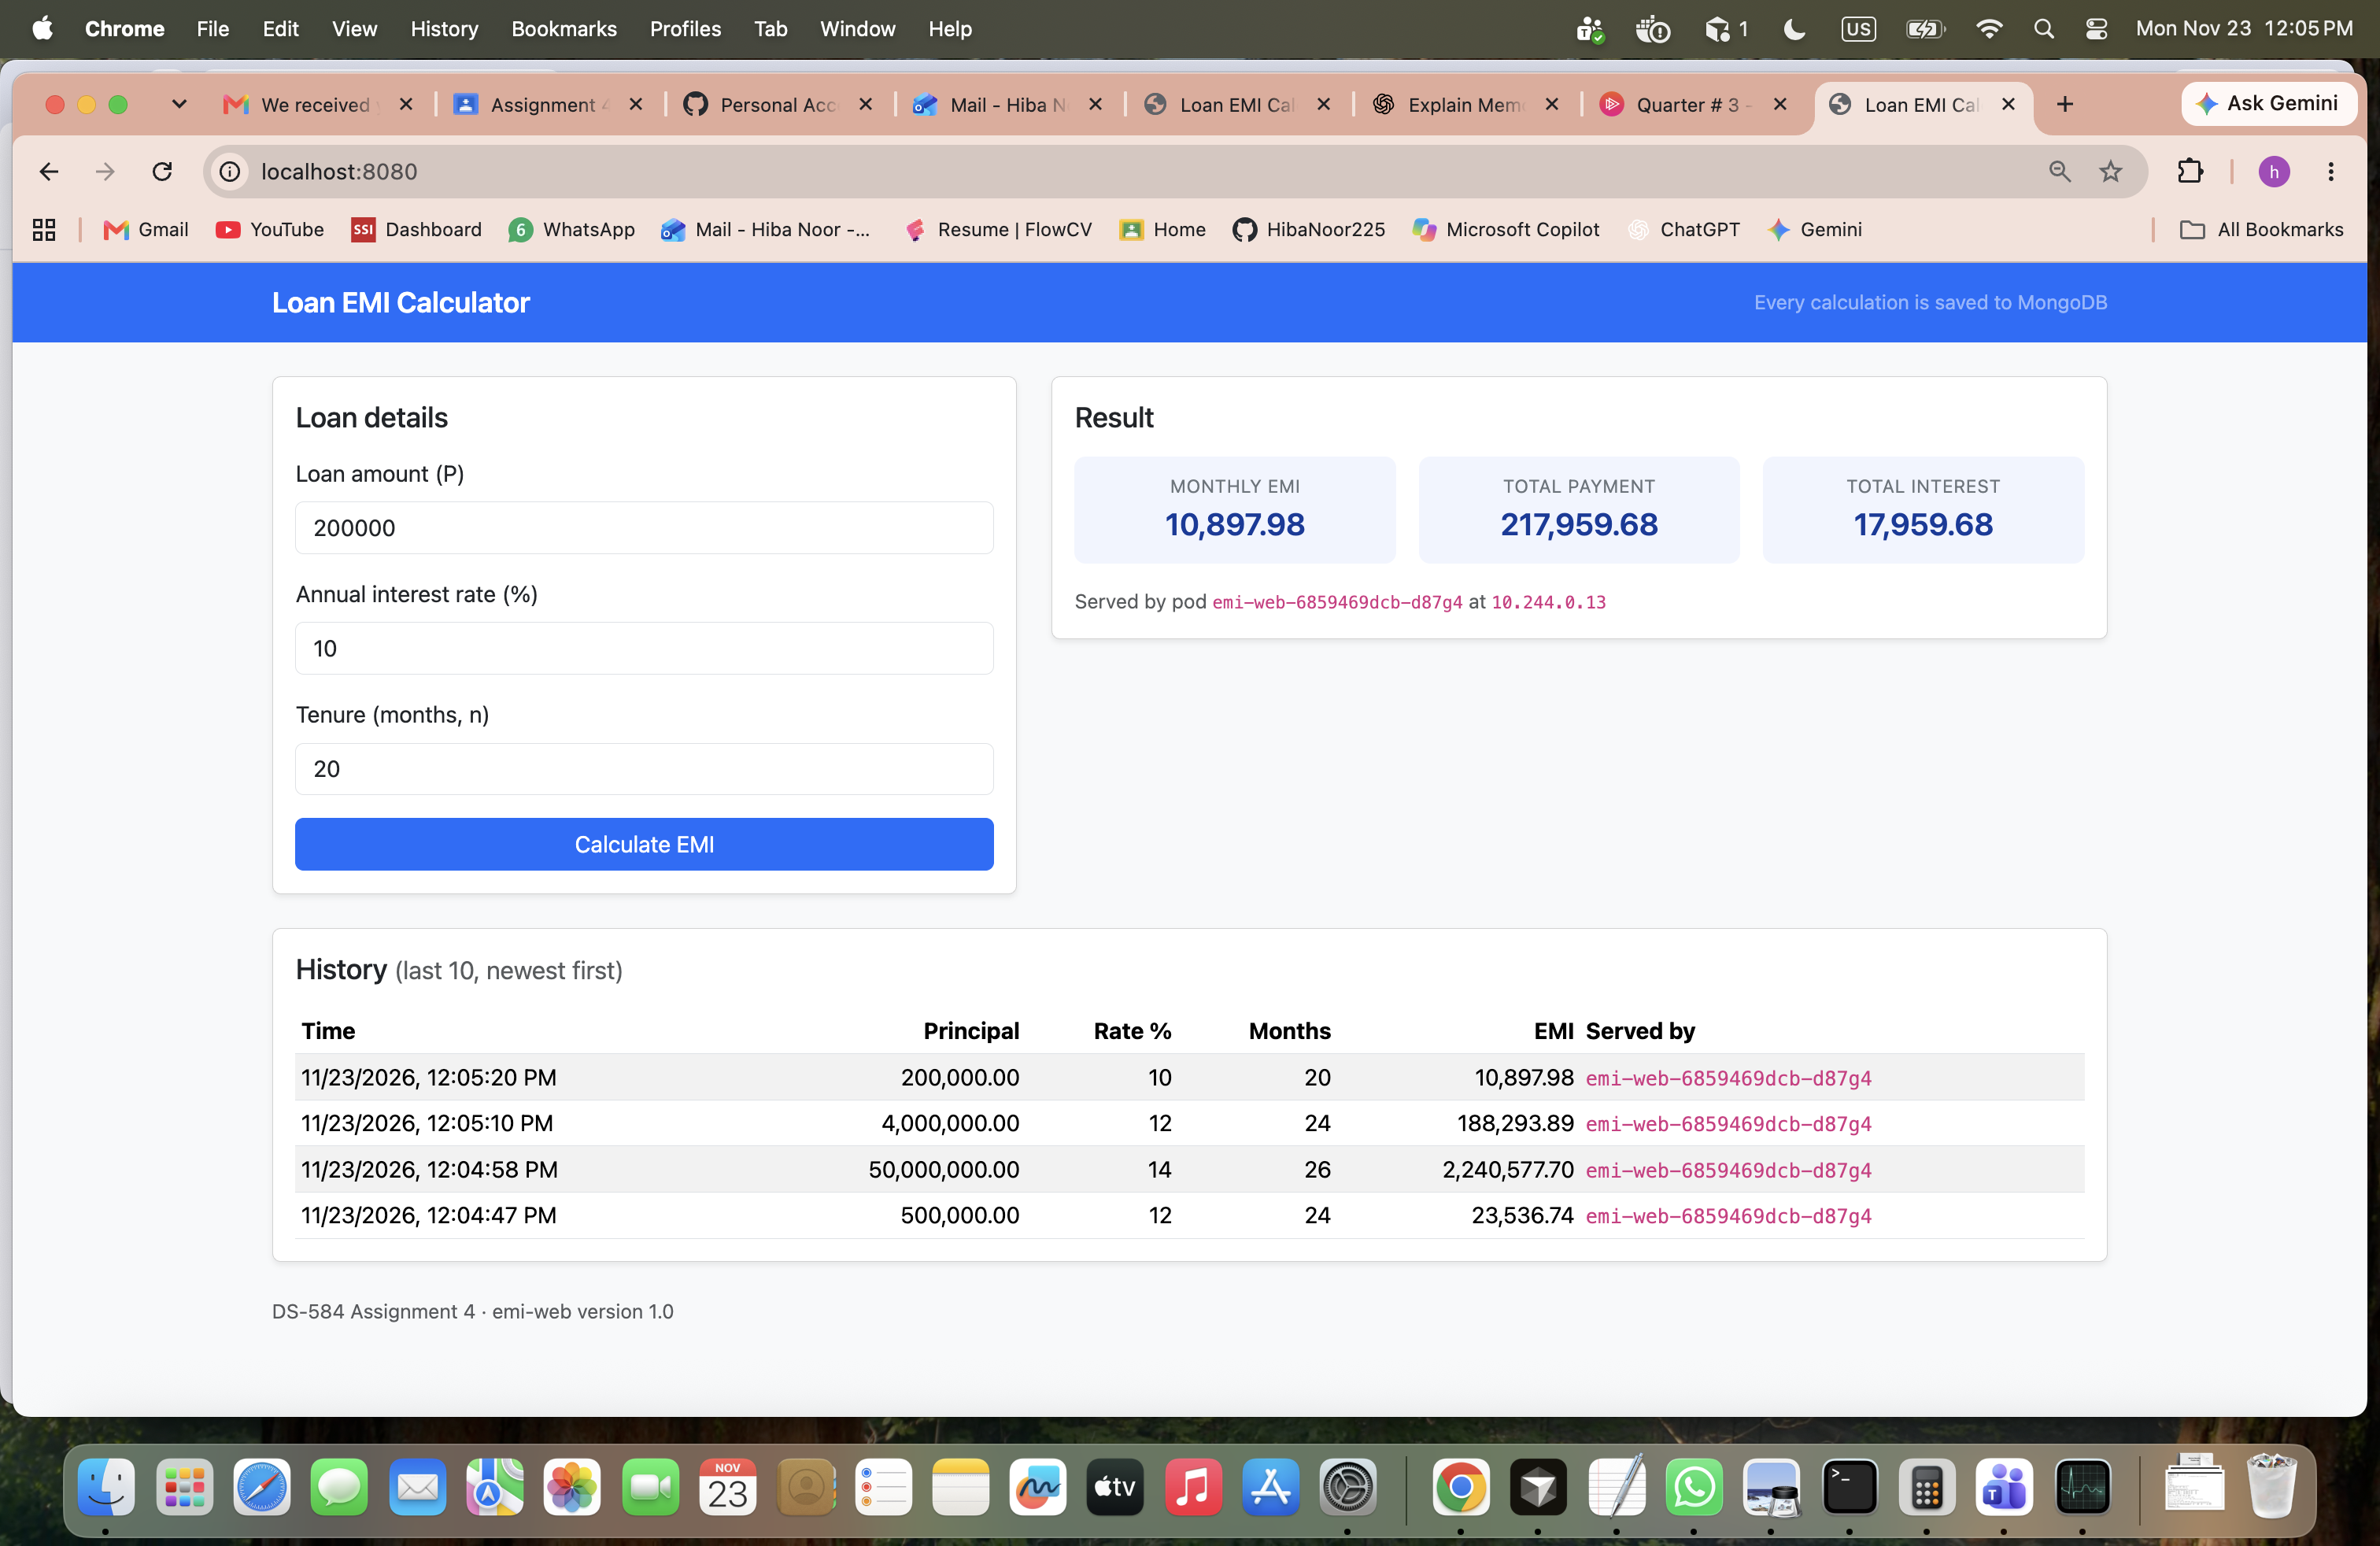 Chrome File Edit View History Bookmarks Profiles Tab Window Help 1 US Mon Nov 23 12:05 PM
We received Assignment 4 Personal Acc Mail - Hiba N Loan EMI Cal Explain Mem Quarter # 3 - Loan EMI Cal Ask Gemini
localhost:8080 h
Gmail YouTube SSI Dashboard 6 WhatsApp Mail - Hiba Noor -... Resume | FlowCV Home HibaNoor225 Microsoft Copilot ChatGPT Gemini All Bookmarks
Loan EMI Calculator Every calculation is saved to MongoDB
Loan details
Loan amount (P)
200000
Annual interest rate (%)
10
Tenure (months, n)
20
Calculate EMI
Result
MONTHLY EMI TOTAL PAYMENT TOTAL INTEREST
10,897.98 217,959.68 17,959.68
Served by pod emi-web-6859469dcb-d87g4 at 10.244.0.13
History (last 10, newest first)
Time Principal Rate % Months EMI Served by
11/23/2026, 12:05:20 PM 200,000.00 10 20 10,897.98 emi-web-6859469dcb-d87g4
11/23/2026, 12:05:10 PM 4,000,000.00 12 24 188,293.89 emi-web-6859469dcb-d87g4
11/23/2026, 12:04:58 PM 50,000,000.00 14 26 2,240,577.70 emi-web-6859469dcb-d87g4
11/23/2026, 12:04:47 PM 500,000.00 12 24 23,536.74 emi-web-6859469dcb-d87g4
DS-584 Assignment 4 · emi-web version 1.0
NOV
23
tv
T